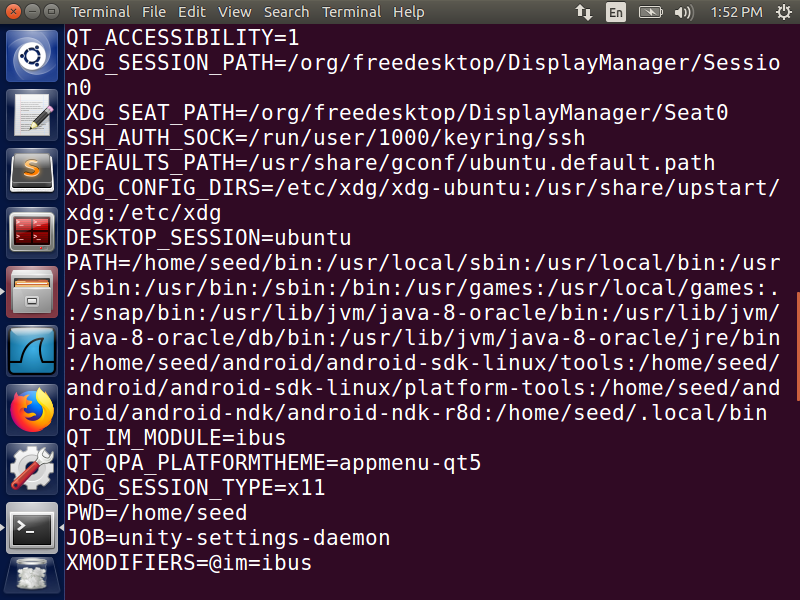 Terminal File Edit View Search Terminal Help En 1:52 PM
QT_ACCESSIBILITY=1
XDG_SESSION_PATH=/org/freedesktop/DisplayManager/Sessio
n0
XDG_SEAT_PATH=/org/freedesktop/DisplayManager/Seat0
SSH_AUTH_SOCK=/run/user/1000/keyring/ssh
DEFAULTS_PATH=/usr/share/gconf/ubuntu.default.path
XDG_CONFIG_DIRS=/etc/xdg/xdg-ubuntu:/usr/share/upstart/
xdg:/etc/xdg
DESKTOP_SESSION=ubuntu
PATH=/home/seed/bin:/usr/local/sbin:/usr/local/bin:/usr
/sbin:/usr/bin:/sbin:/bin:/usr/games:/usr/local/games:.
:/snap/bin:/usr/lib/jvm/java-8-oracle/bin:/usr/lib/jvm/
java-8-oracle/db/bin:/usr/lib/jvm/java-8-oracle/jre/bin
:/home/seed/android/android-sdk-linux/tools:/home/seed/
android/android-sdk-linux/platform-tools:/home/seed/and
roid/android-ndk/android-ndk-r8d:/home/seed/.local/bin
QT_IM_MODULE=ibus
QT_QPA_PLATFORMTHEME=appmenu-qt5
XDG_SESSION_TYPE=x11
PWD=/home/seed
JOB=unity-settings-daemon
XMODIFIERS=@im=ibus